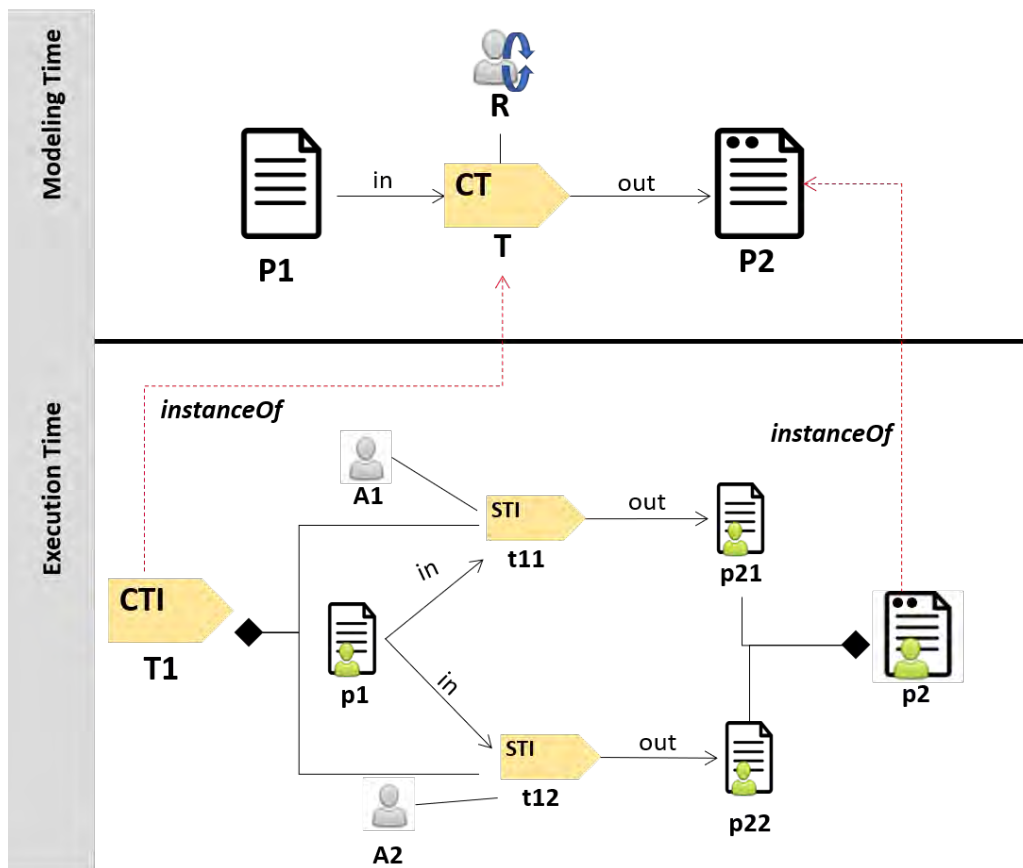 Modeling Time
R
in
CT
out
P1
T
P2
Execution Time
instanceOf
instanceOf
A1
STI
out
in
t11
p21
CTI
T1
p1
p2
in
STI
out
t12
p22
A2